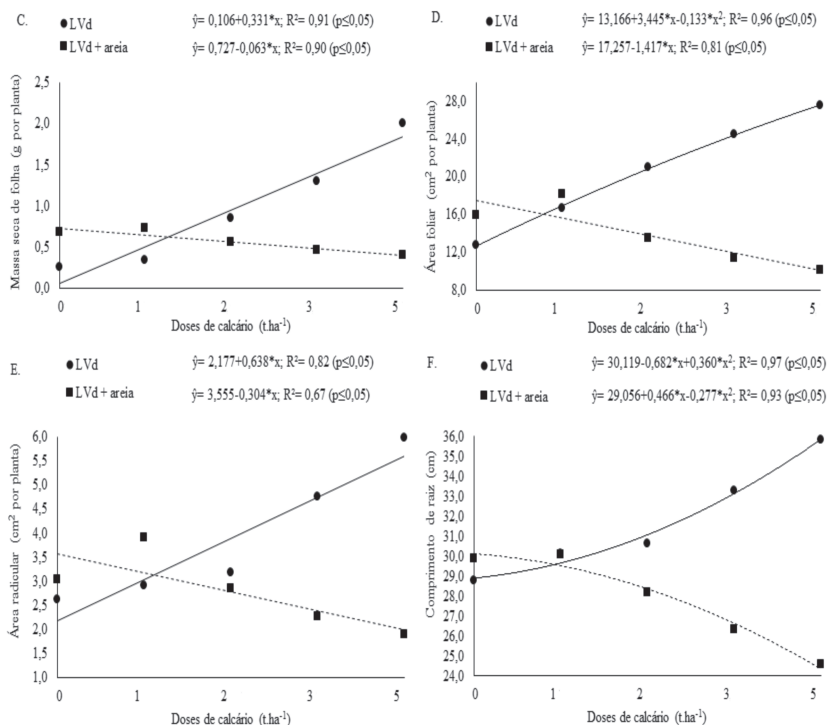 C.
● LVd ŷ= 0,106+0,331*x; R²= 0,91 (p≤0,05)
■ LVd + areia ŷ= 0,727-0,063*x; R²= 0,90 (p≤0,05)
Massa seca de folha (g por planta)
2,5
2,0
1,5
1,0
0,5
0,0
0 1 2 3 5
Doses de calcário (t.ha⁻¹)
D.
● LVd ŷ= 13,166+3,445*x-0,133*x²; R²= 0,96 (p≤0,05)
■ LVd + areia ŷ= 17,257-1,417*x; R²= 0,81 (p≤0,05)
Área foliar (cm² por planta)
28,0
24,0
20,0
16,0
12,0
8,0
0 1 2 3 5
Doses de calcário (t.ha⁻¹)
E.
● LVd ŷ= 2,177+0,638*x; R²= 0,82 (p≤0,05)
■ LVd + areia ŷ= 3,555-0,304*x; R²= 0,67 (p≤0,05)
Área radicular (cm² por planta)
6,0
5,5
5,0
4,5
4,0
3,5
3,0
2,5
2,0
1,5
1,0
0 1 2 3 5
Doses de calcário (t.ha⁻¹)
F.
● LVd ŷ= 30,119-0,682*x+0,360*x²; R²= 0,97 (p≤0,05)
■ LVd + areia ŷ= 29,056+0,466*x-0,277*x²; R²= 0,93 (p≤0,05)
Comprimento de raiz (cm)
36,0
35,0
33,0
32,0
31,0
30,0
29,0
28,0
27,0
26,0
25,0
24,0
0 1 2 3 5
Doses de calcário (t.ha⁻¹)